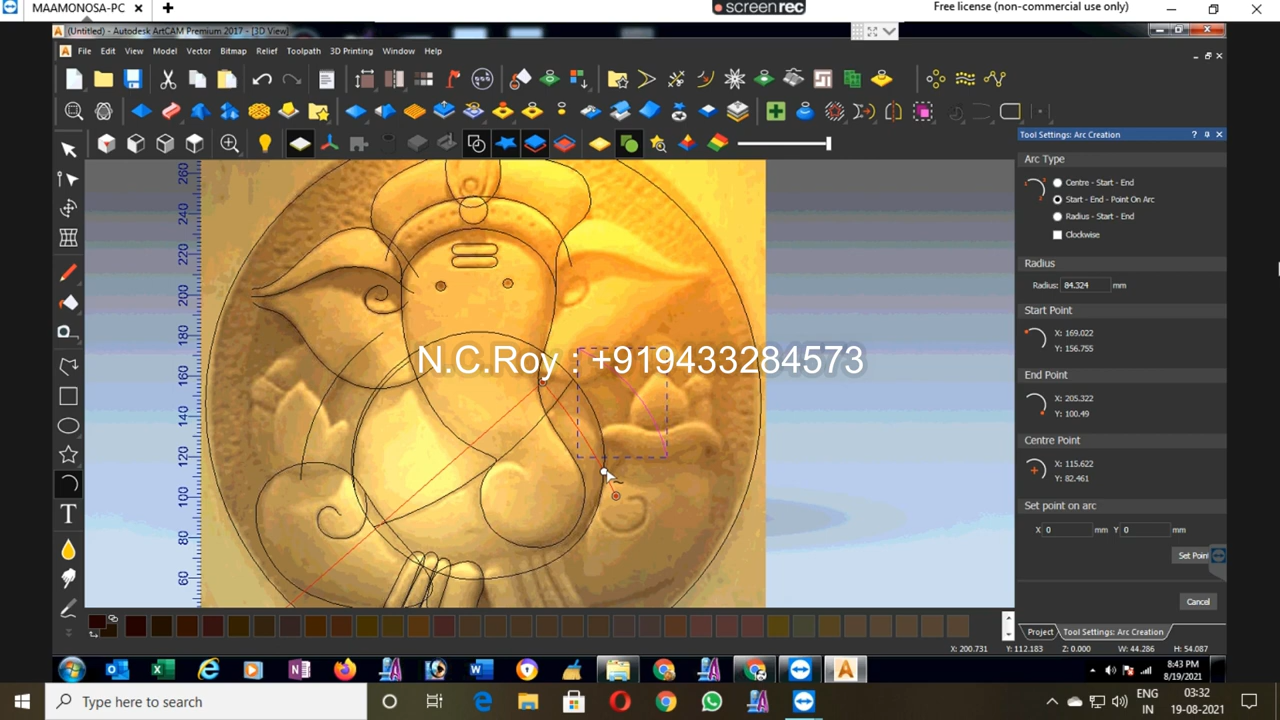 MAAMONOSA-PC
screenrec
Free license (non-commercial use only)
(Untitled) - Autodesk ArtCAM Premium 2017 - [3D View]
File Edit View Model Vector Bitmap Relief Toolpath 3D Printing Window Help
Tool Settings: Arc Creation
Arc Type
Centre - Start - End
Start - End - Point On Arc
Radius - Start - End
Clockwise
Radius
Radius: 84.324 mm
Start Point
X: 169.022
Y: 156.755
End Point
X: 205.322
Y: 100.49
Centre Point
X: 115.622
Y: 82.461
Set point on arc
X 0 mm Y 0 mm
Set Poin
Cancel
Project Tool Settings: Arc Creation
260
240
220
200
180
160
140
120
100
80
60
N.C.Roy : +919433284573
X: 200.731 Y: 112.183 Z: 0.000 W: 44.286 H: 54.087
8:43 PM
8/19/2021
Type here to search
ENG
IN
03:32
19-08-2021